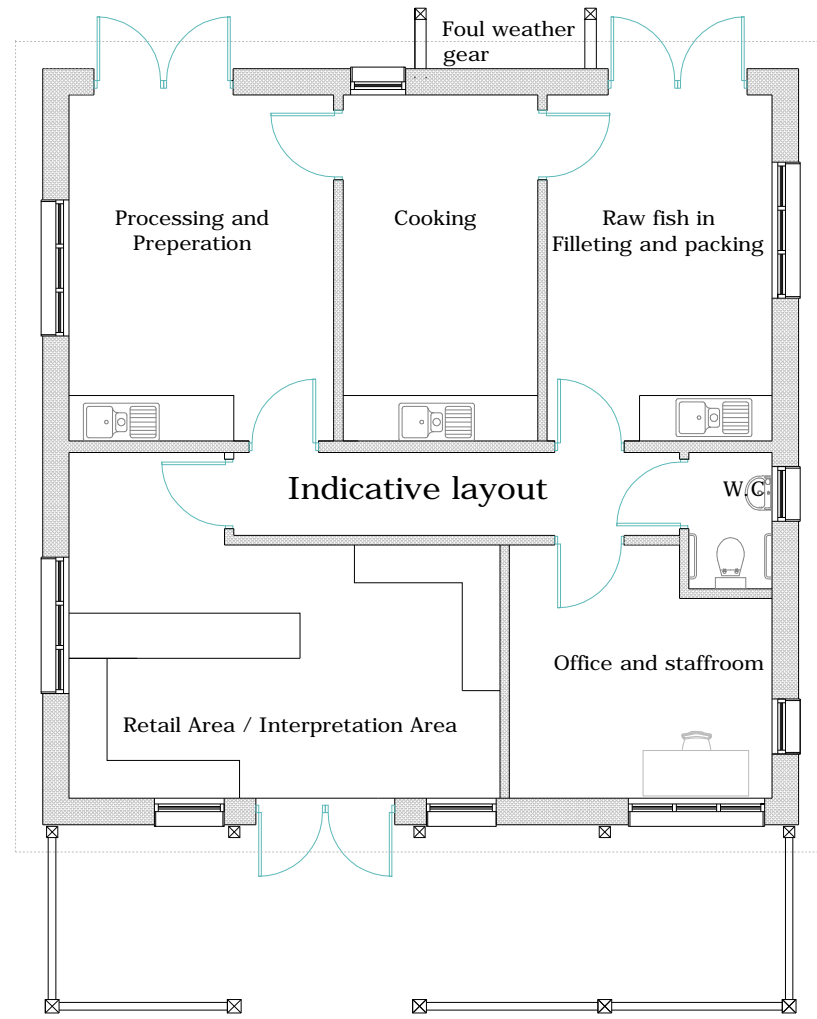 Foul weather
gear
Processing and
Preperation
Cooking
Raw fish in
Filleting and packing
Indicative layout
W.C
Office and staffroom
Retail Area / Interpretation Area